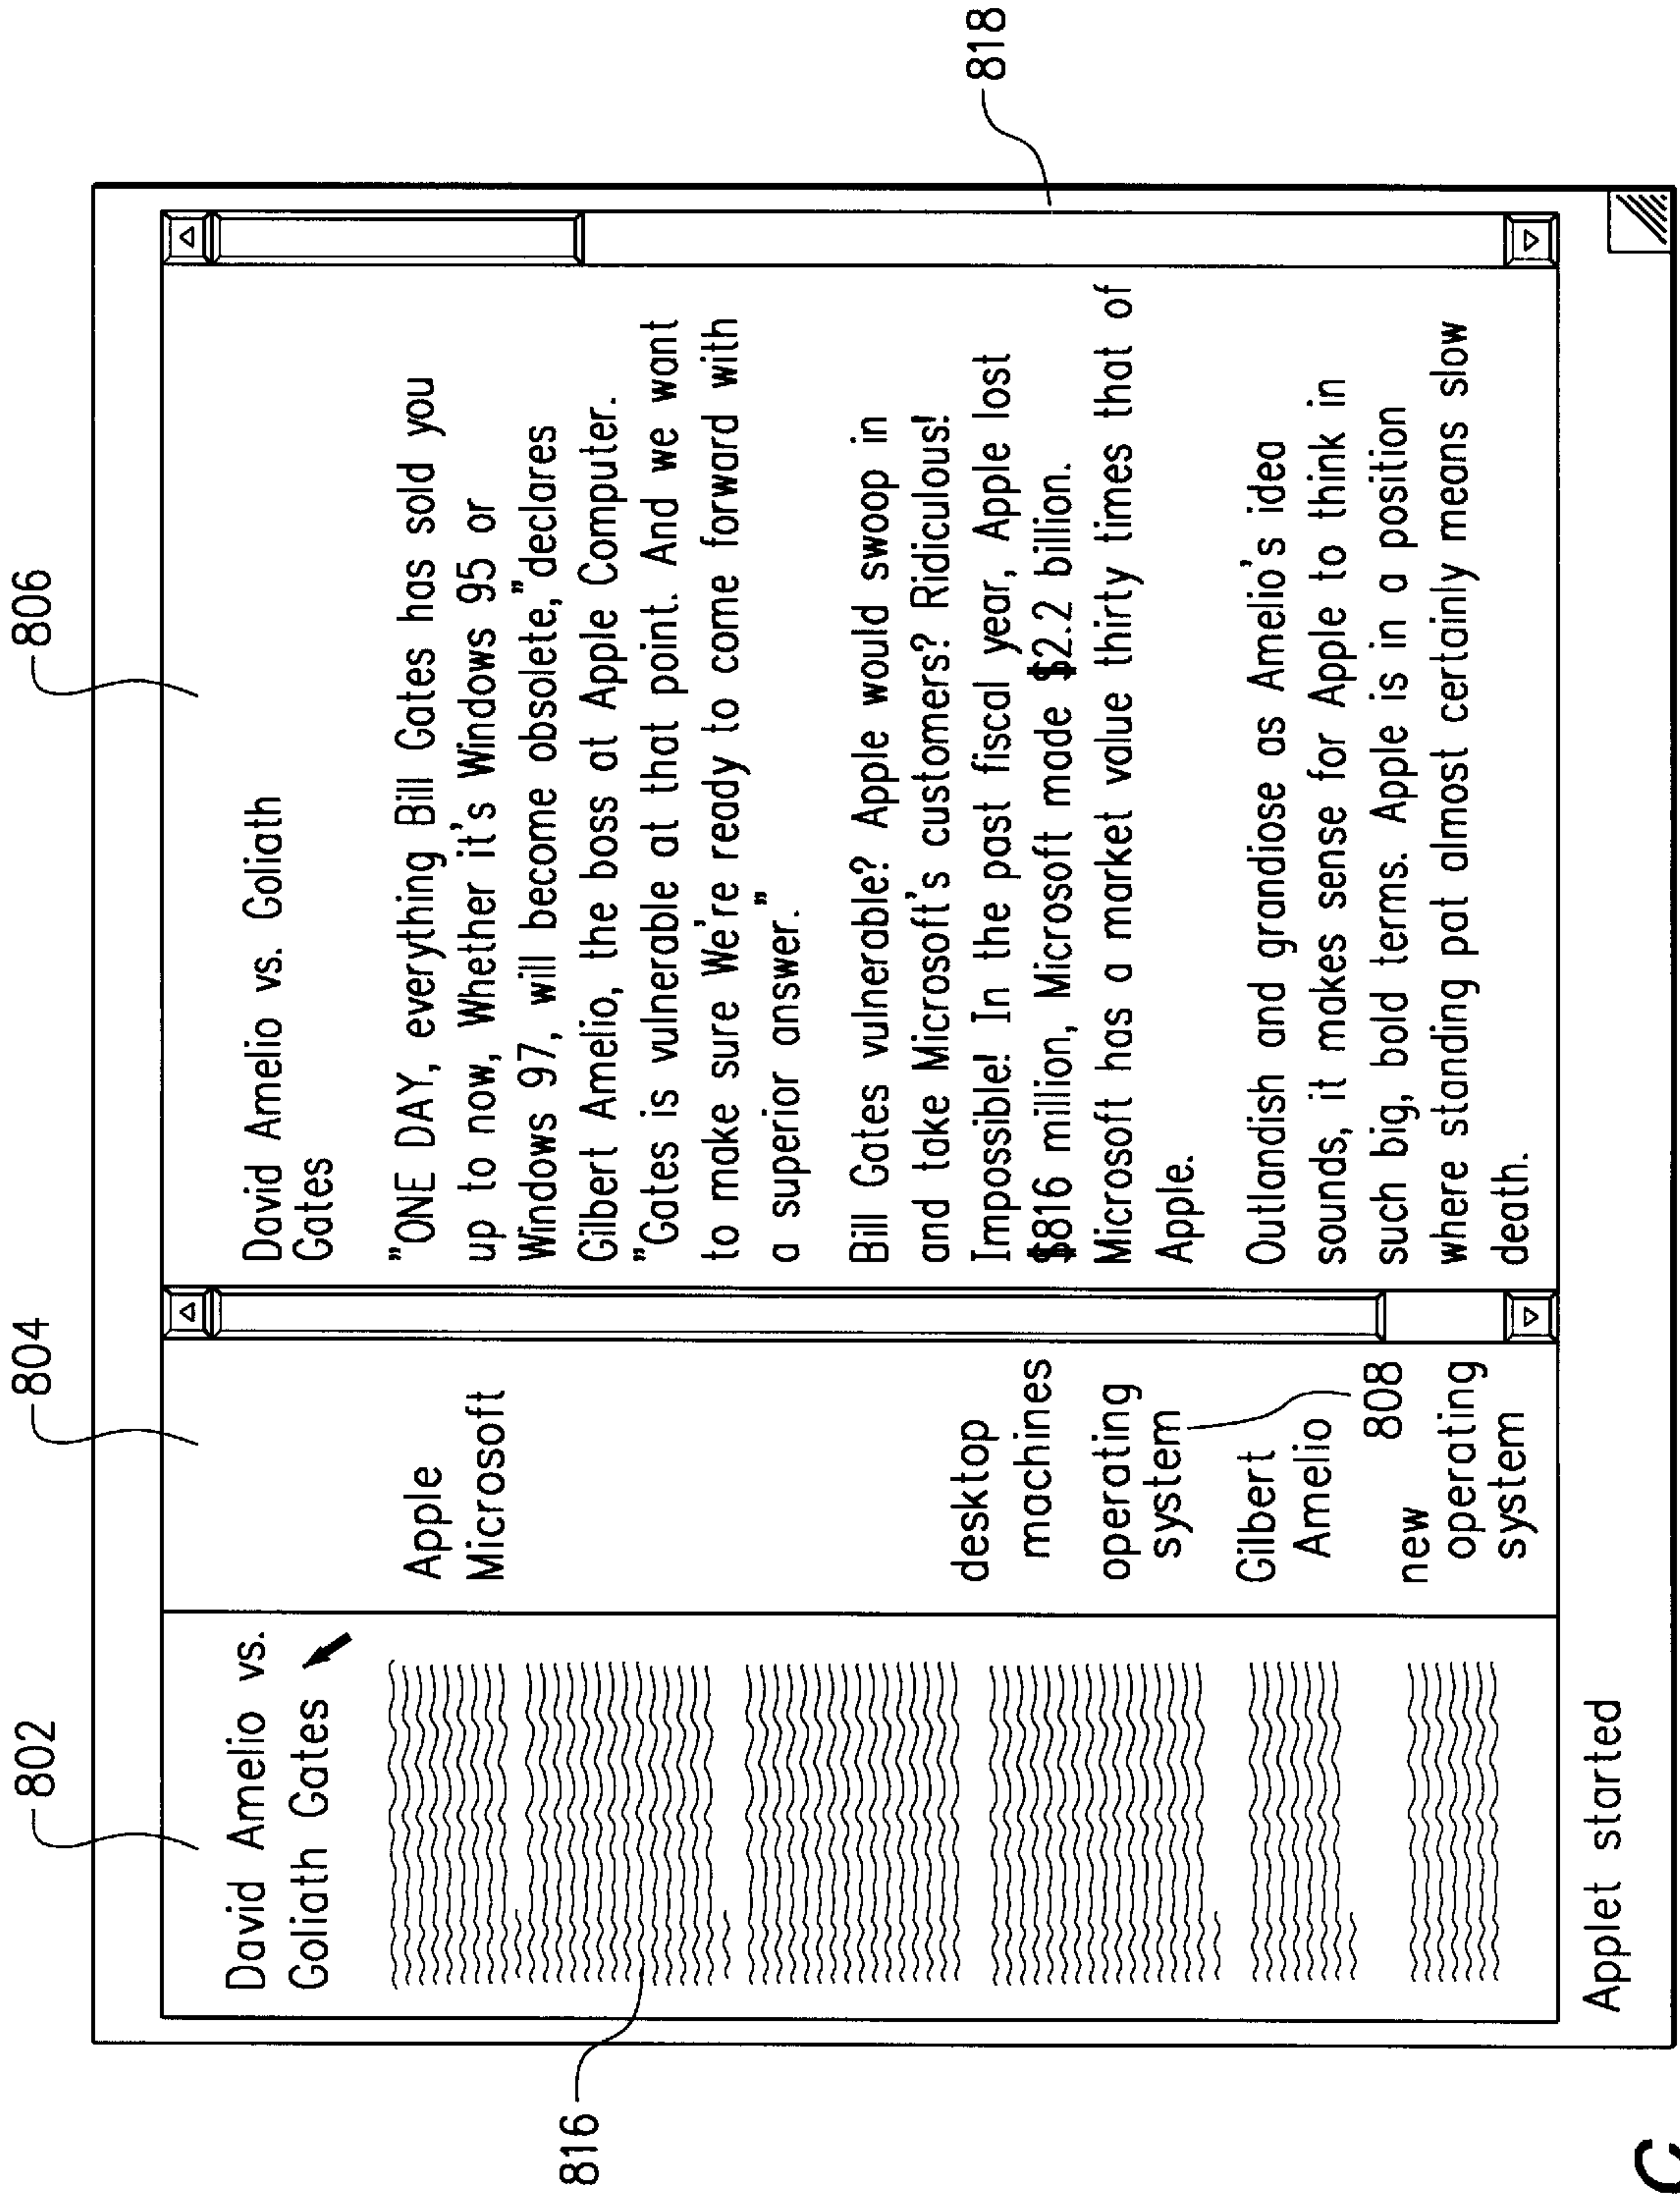 802
804
806
David Amelio vs.
Goliath Gates
816
Apple
Microsoft
desktop
machines
operating
system
808
Gilbert
Amelio
new
operating
system
David Amelio vs. Goliath
Gates
"ONE DAY, everything Bill Gates has sold you
up to now, Whether it's Windows 95 or
Windows 97, will become obsolete," declares
Gilbert Amelio, the boss at Apple Computer.
"Gates is vulnerable at that point. And we want
to make sure We're ready to come forward with
a superior answer."
Bill Gates vulnerable? Apple would swoop in
and take Microsoft's customers? Ridiculous!
Impossible! In the past fiscal year, Apple lost
$816 million, Microsoft made $2.2 billion.
Microsoft has a market value thirty times that of
Apple.
Outlandish and grandiose as Amelio's idea
sounds, it makes sense for Apple to think in
such big, bold terms. Apple is in a position
where standing pat almost certainly means slow
death.
818
Applet started
C